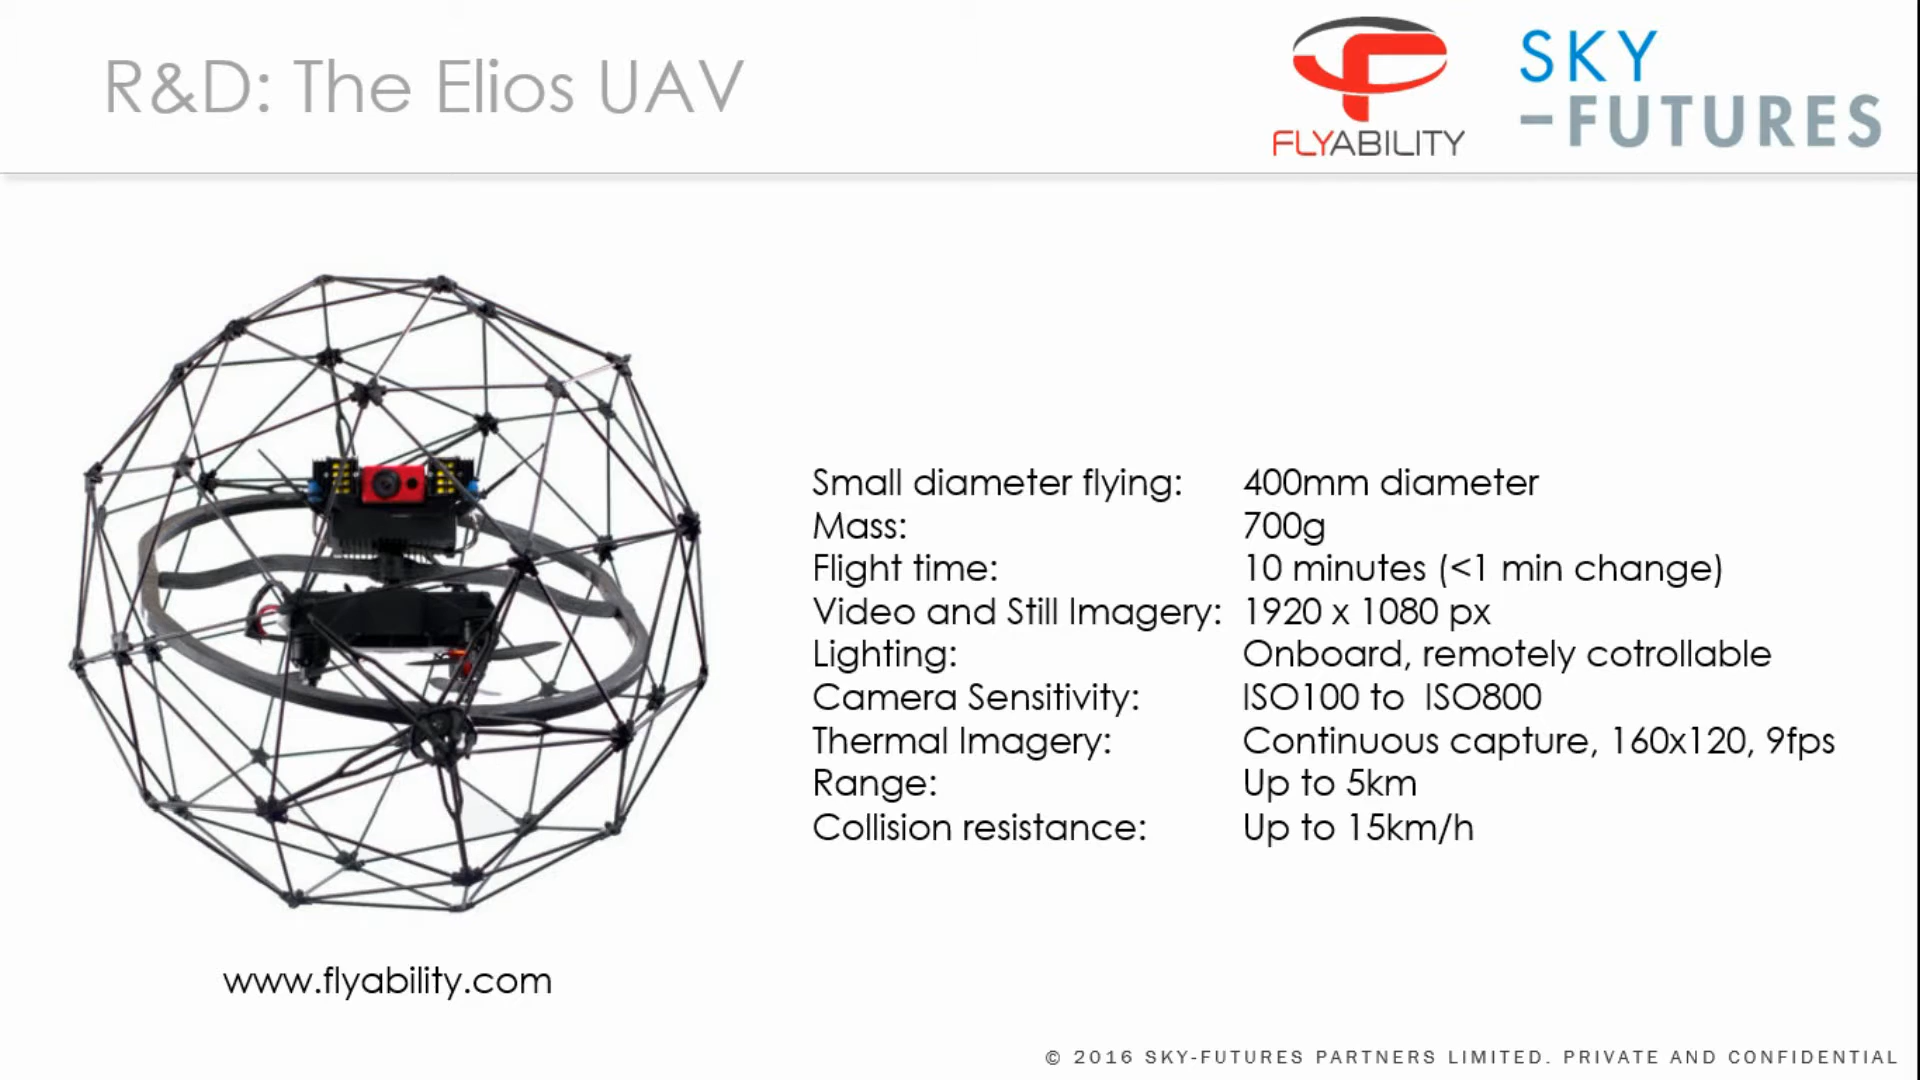 R&D: The Elios UAV
FLYABILITY
SKY
-FUTURES
Small diameter flying: 400mm diameter
Mass: 700g
Flight time: 10 minutes (<1 min change)
Video and Still Imagery: 1920 x 1080 px
Lighting: Onboard, remotely cotrollable
Camera Sensitivity: ISO100 to  ISO800
Thermal Imagery: Continuous capture, 160x120, 9fps
Range: Up to 5km
Collision resistance: Up to 15km/h
www.flyability.com
© 2016 SKY-FUTURES PARTNERS LIMITED. PRIVATE AND CONFIDENTIAL